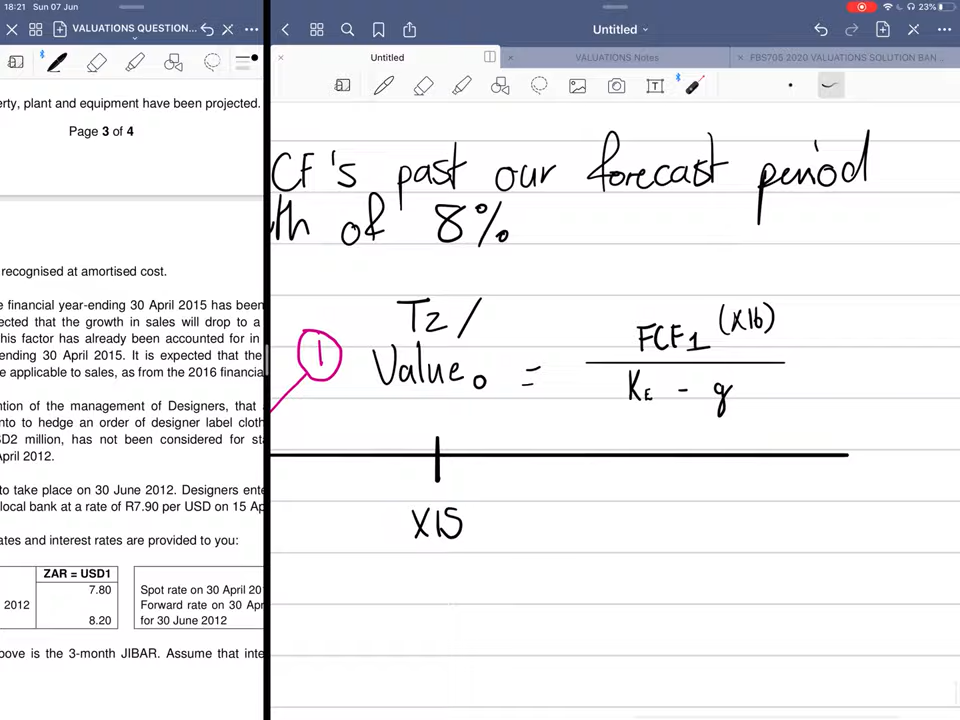 18:21 Sun 07 Jun
23%
VALUATIONS QUESTION...
Untitled
Untitled
VALUATIONS Notes
FBS705 2020 VALUATIONS SOLUTION BAN...
erty, plant and equipment have been projected.
Page 3 of 4
recognised at amortised cost.
e financial year-ending 30 April 2015 has been
ected that the growth in sales will drop to a
his factor has already been accounted for in
ending 30 April 2015. It is expected that the
e applicable to sales, as from the 2016 financia
ntion of the management of Designers, that
into to hedge an order of designer label cloth
SD2 million, has not been considered for sta
April 2012.
to take place on 30 June 2012. Designers ente
local bank at a rate of R7.90 per USD on 15 Ap
ates and interest rates are provided to you:
ZAR = USD1
7.80
2012
8.20
Spot rate on 30 April 20
Forward rate on 30 Apr
for 30 June 2012
ove is the 3-month JIBAR. Assume that inte
CF's past our forecast period
th of 8%
1
TZ /
Value0 = FCF1 (X16)
KE - g
X15